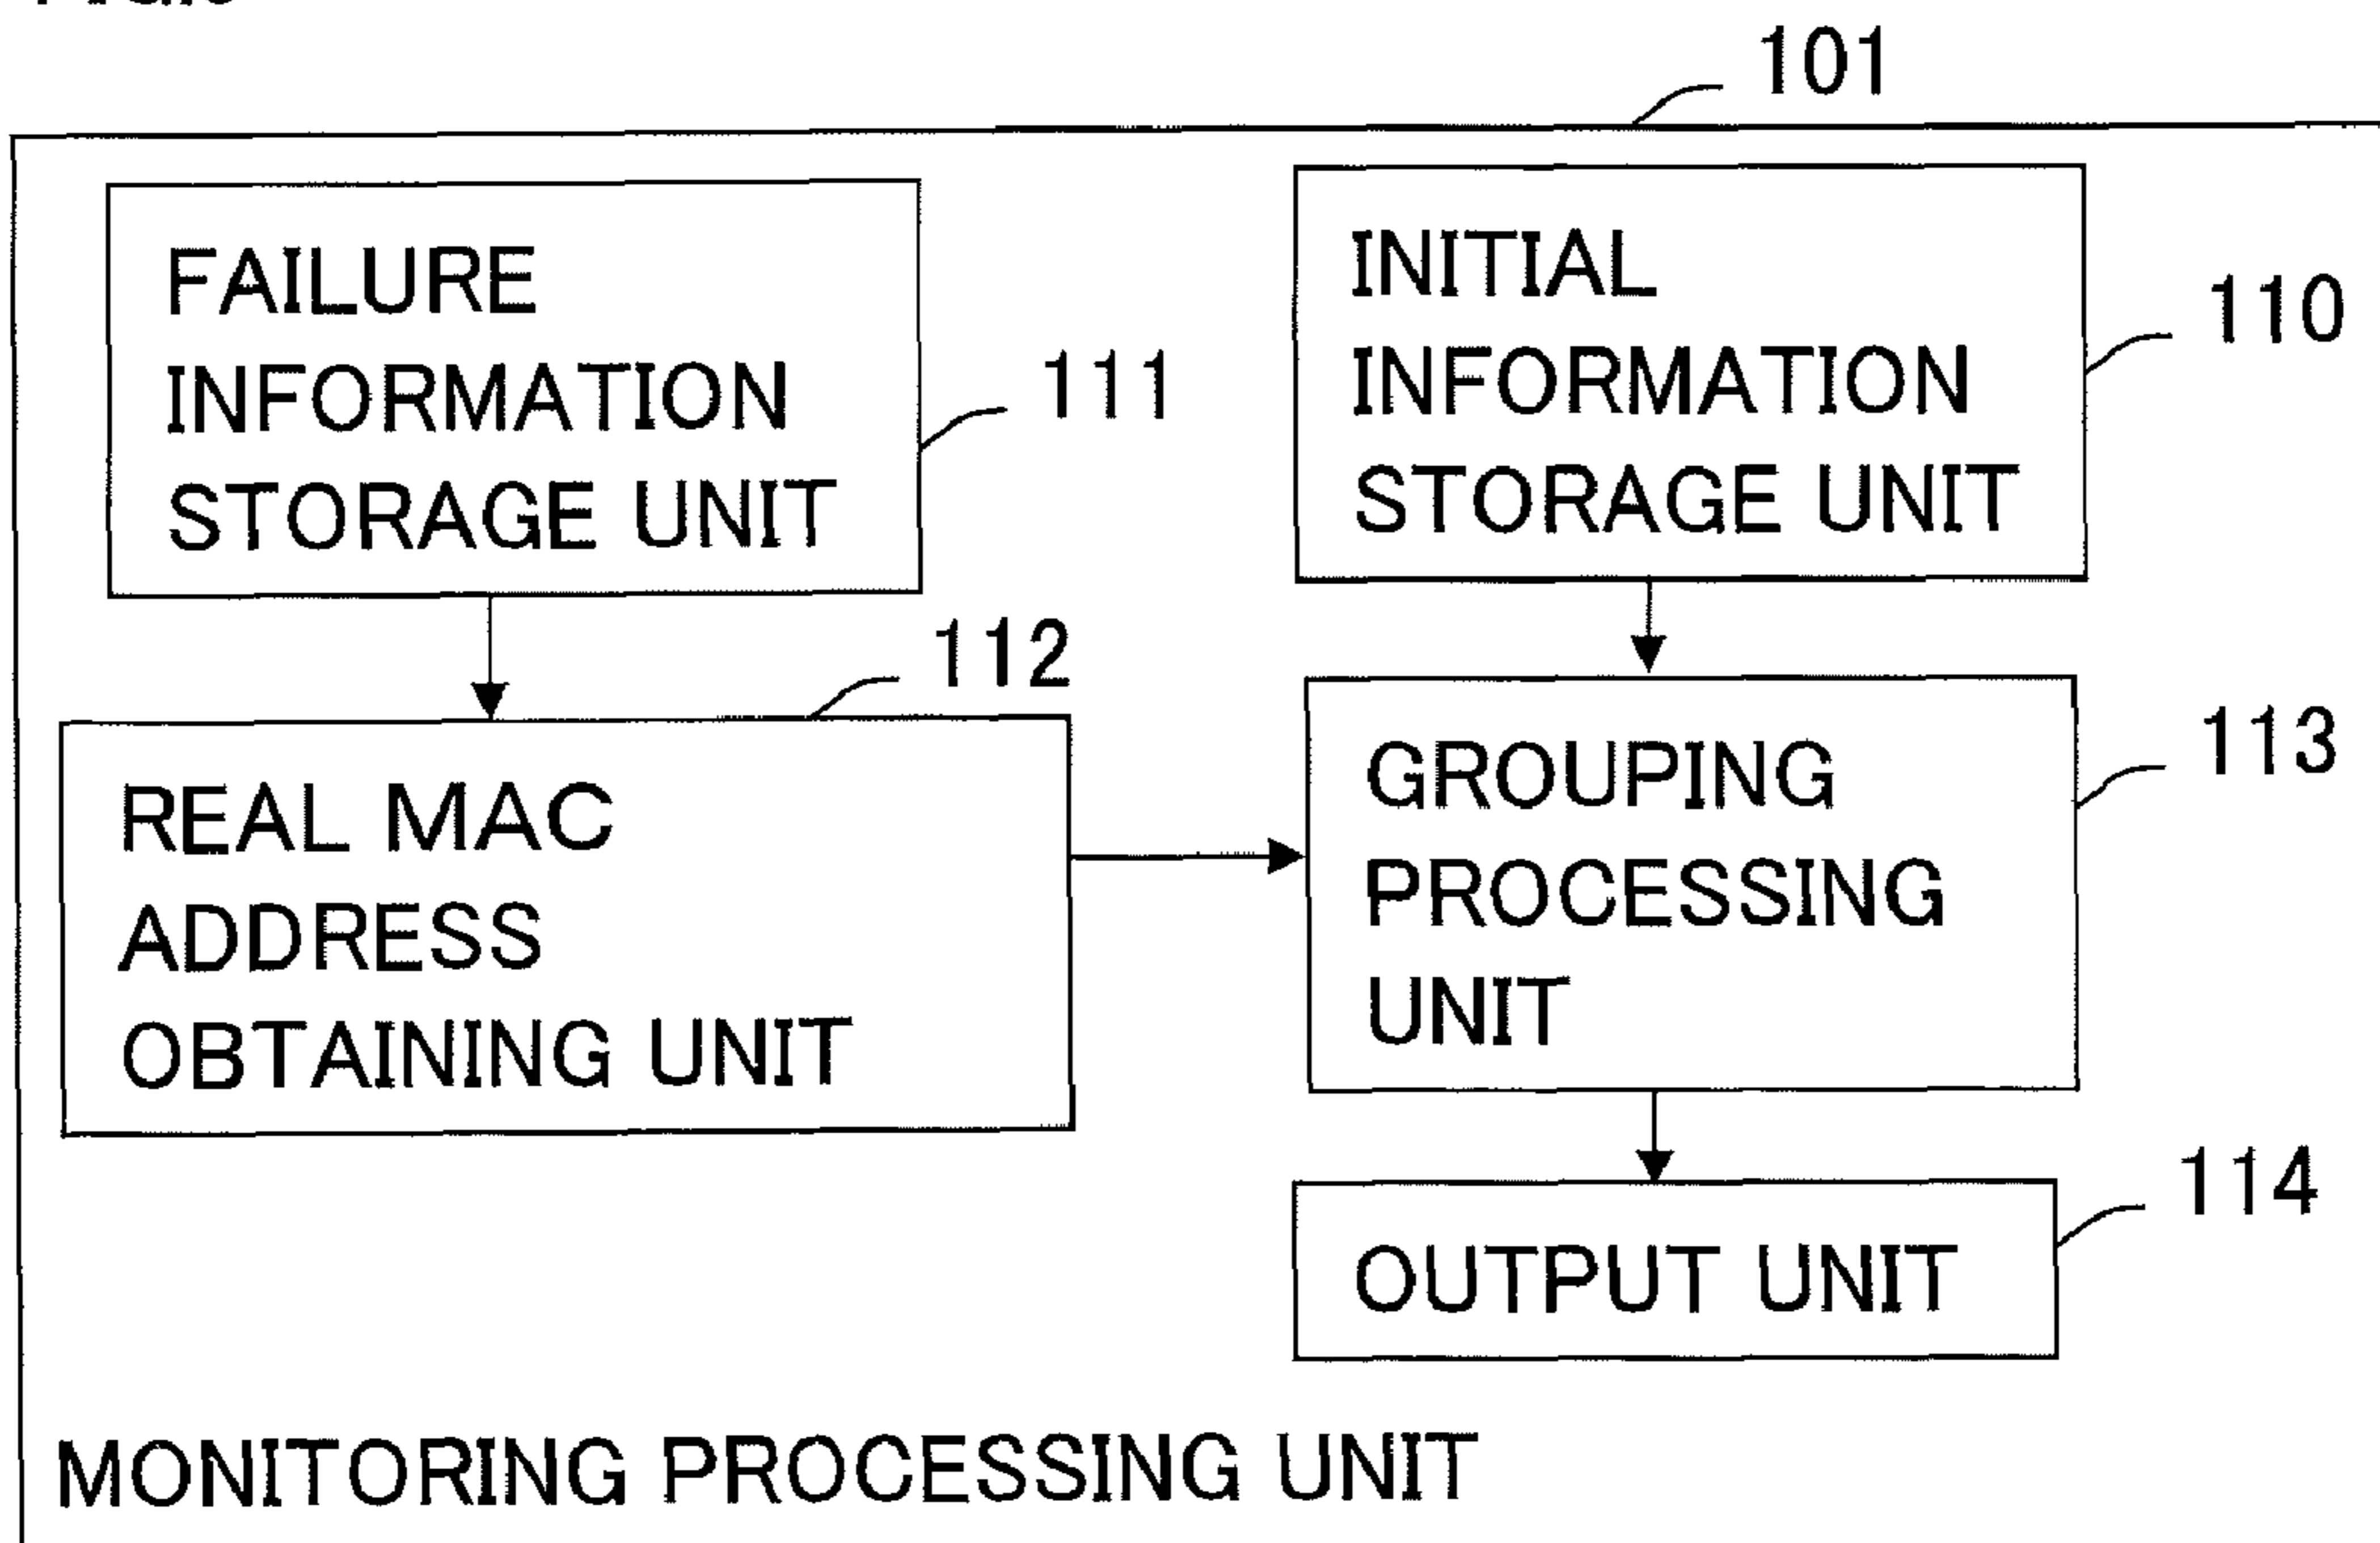 101
FAILURE
INFORMATION
STORAGE UNIT
111
INITIAL
INFORMATION
STORAGE UNIT
110
112
REAL MAC
ADDRESS
OBTAINING UNIT
GROUPING
PROCESSING
UNIT
113
OUTPUT UNIT
114
MONITORING PROCESSING UNIT